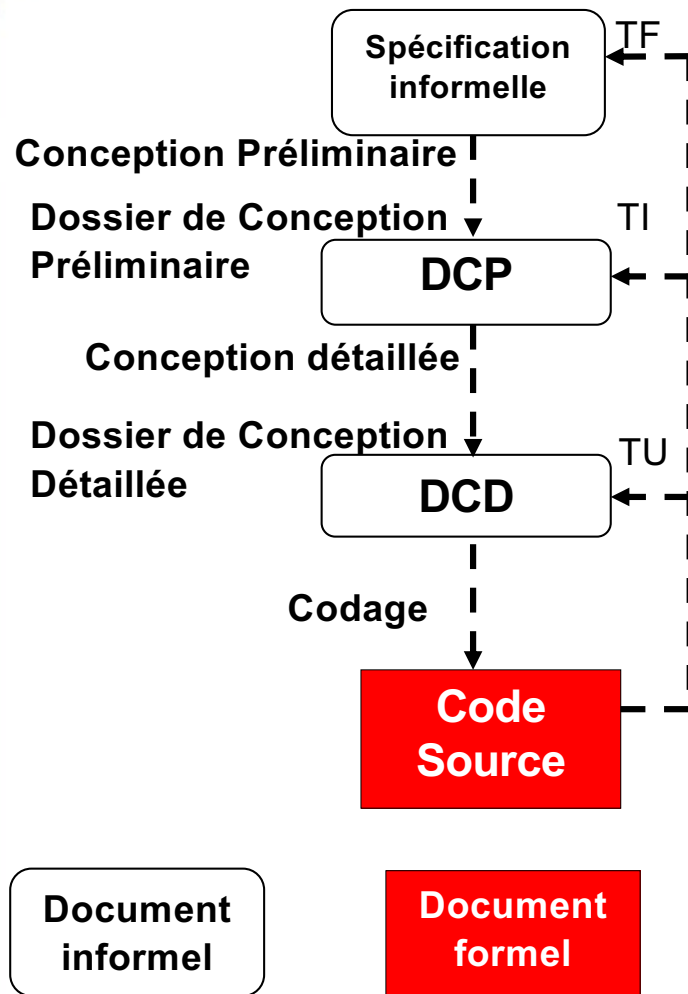 Spécification
informelle
TF
Conception Préliminaire
Dossier de Conception
Préliminaire
TI
DCP
Conception détaillée
Dossier de Conception
Détaillée
TU
DCD
Codage
Code
Source
Document
informel
Document
formel